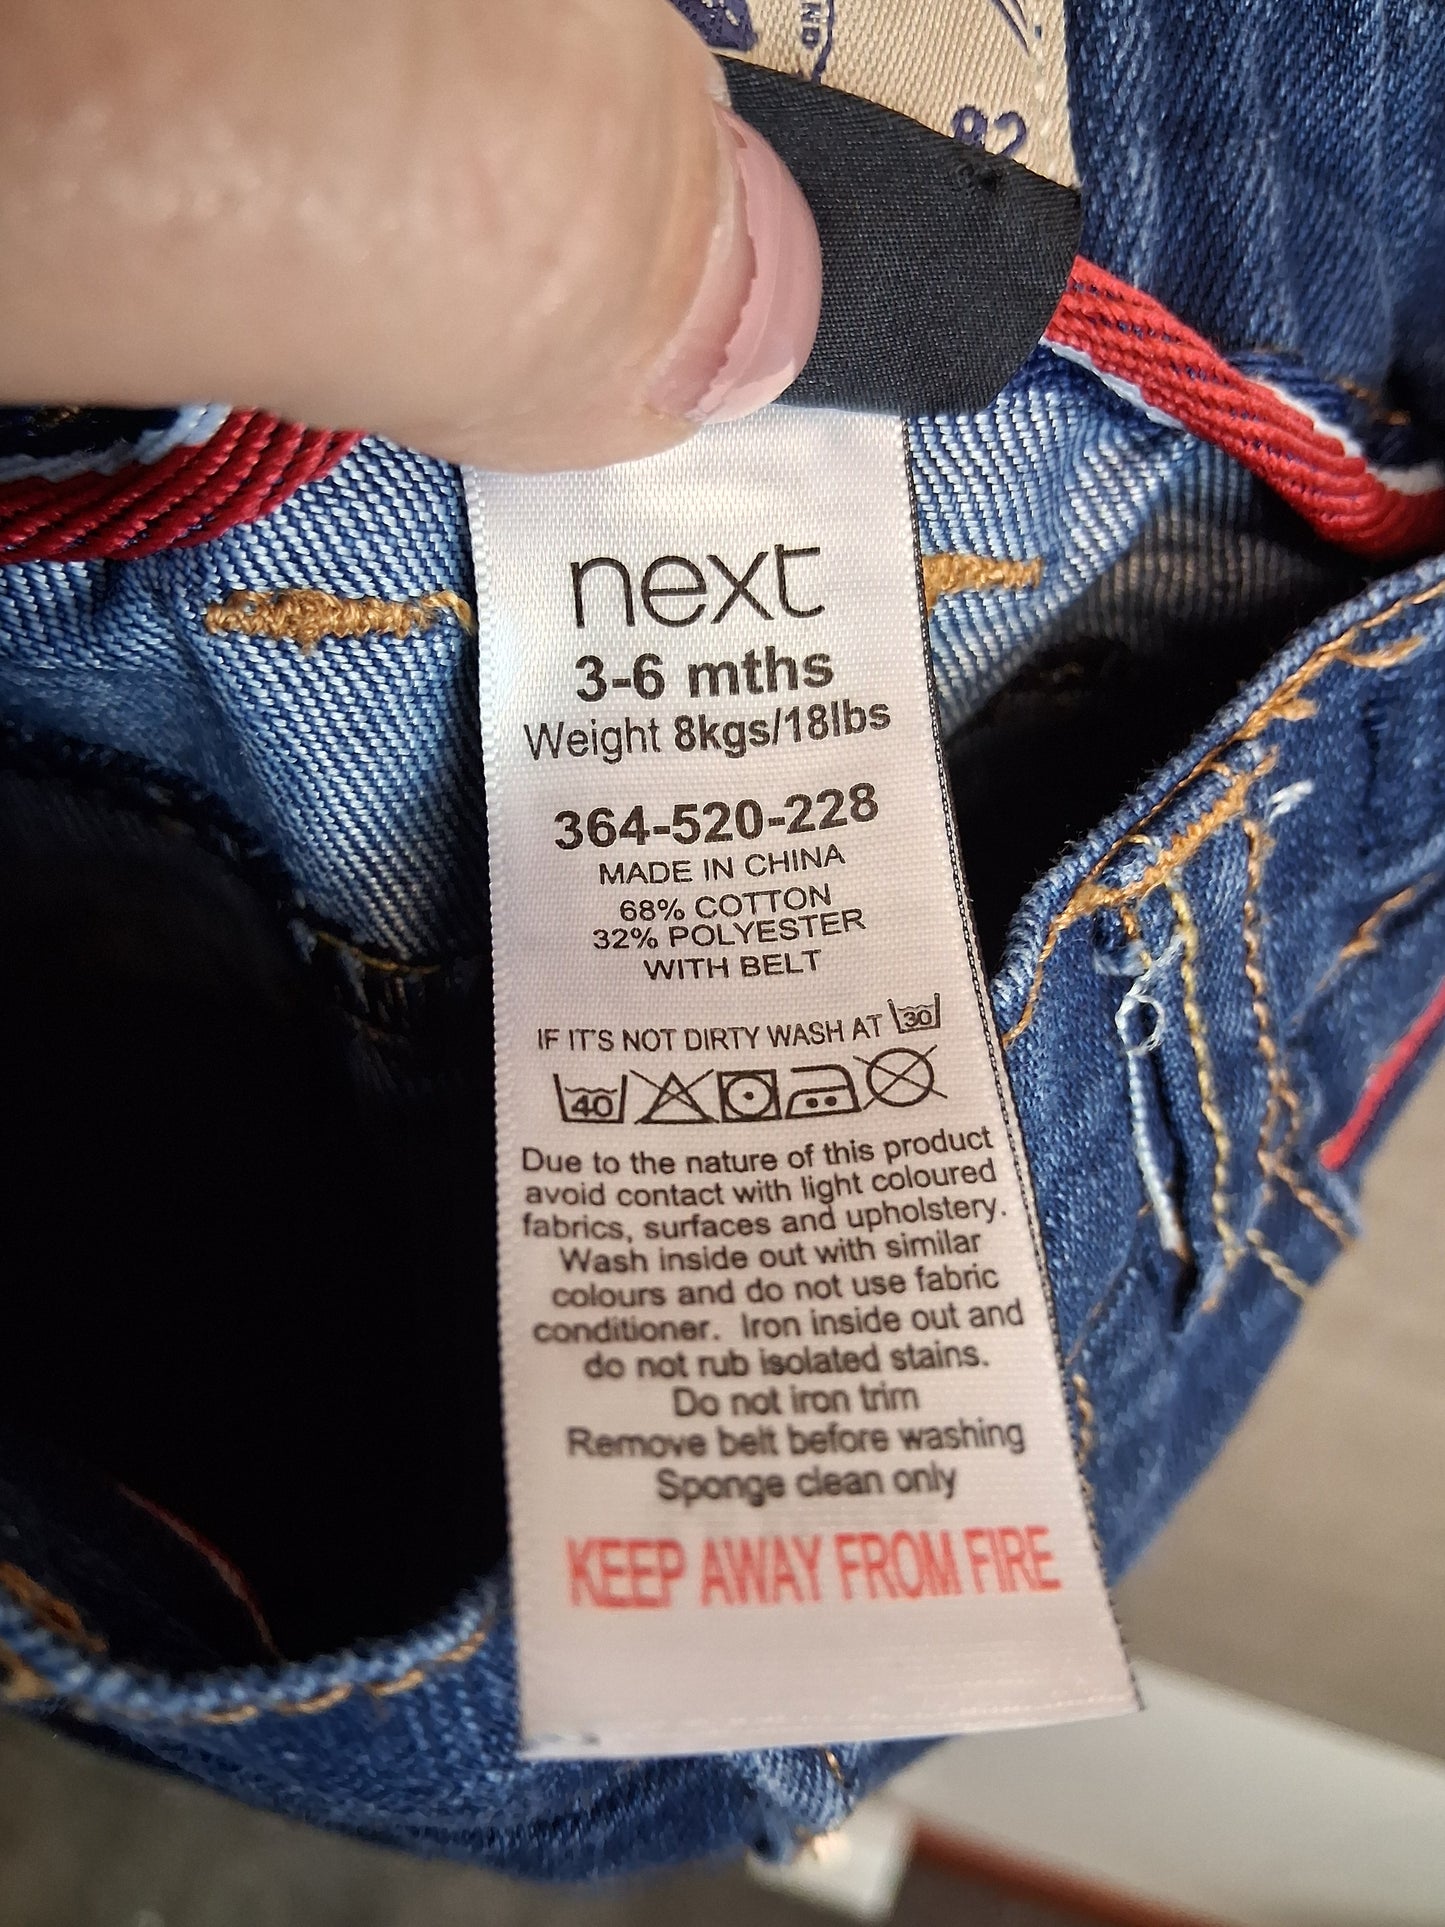 82
next
3-6 mths
Weight 8kgs/18lbs
364-520-228
MADE IN CHINA
68% COTTON
32% POLYESTER
WITH BELT
IF IT'S NOT DIRTY WASH AT 30
40
Due to the nature of this product
avoid contact with light coloured
fabrics, surfaces and upholstery.
Wash inside out with similar
colours and do not use fabric
conditioner. Iron inside out and
do not rub isolated stains.
Do not iron trim
Remove belt before washing
Sponge clean only
KEEP AWAY FROM FIRE